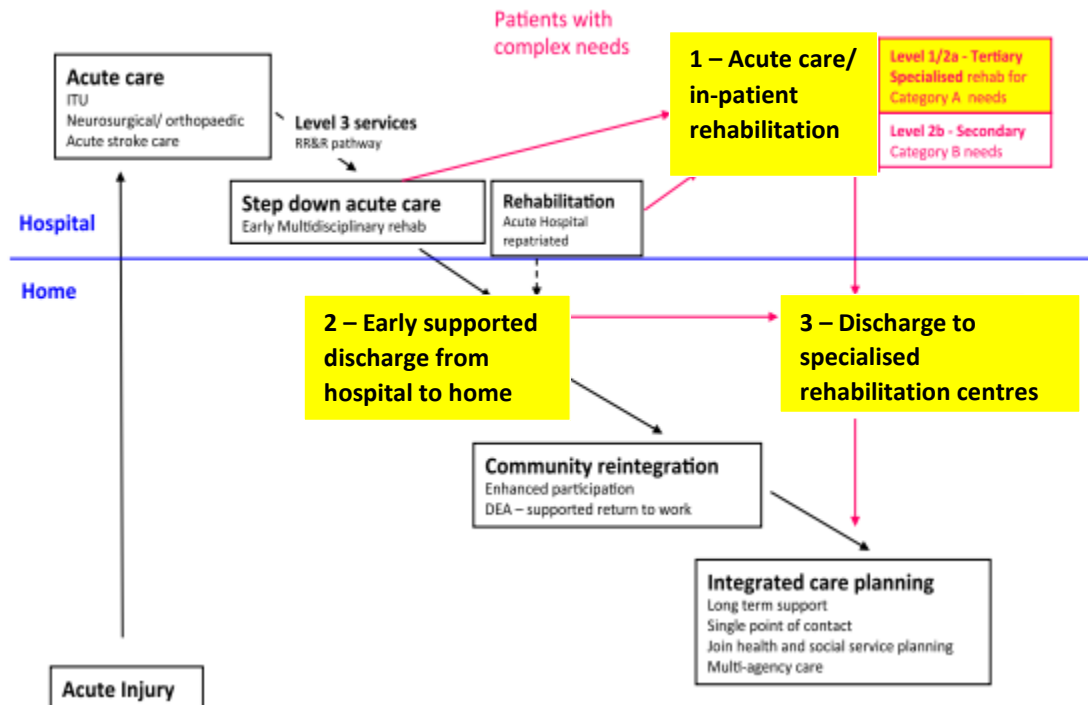 Patients with
complex needs
Acute care
ITU
Neurosurgical/ orthopaedic
Acute stroke care
Level 3 services
RR&R pathway
1 – Acute care/
in-patient
rehabilitation
Level 1/2a - Tertiary
Specialised rehab for
Category A needs
Level 2b - Secondary
Category B needs
Step down acute care
Early Multidisciplinary rehab
Rehabilitation
Acute Hospital
repatriated
Hospital
Home
2 – Early supported
discharge from
hospital to home
3 – Discharge to
specialised
rehabilitation centres
Community reintegration
Enhanced participation
DEA – supported return to work
Integrated care planning
Long term support
Single point of contact
Join health and social service planning
Multi-agency care
Acute Injury